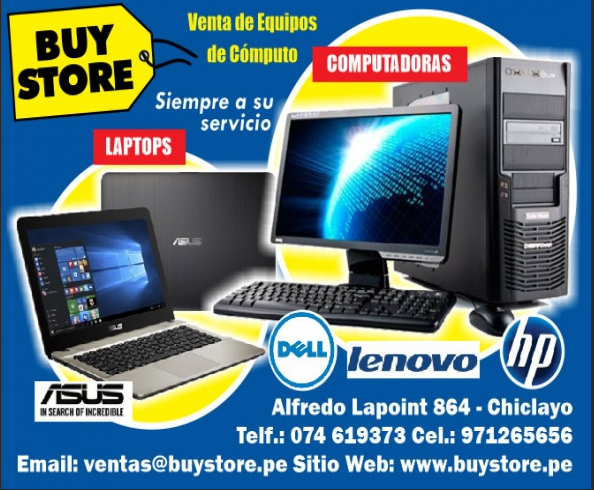 BUY
STORE
Venta de Equipos
de Cómputo
COMPUTADORAS
Siempre a su
servicio
LAPTOPS
ASUS
ASUS
DELL
lenovo
hp
ASUS
IN SEARCH OF INCREDIBLE
Alfredo Lapoint 864 - Chiclayo
Telf.: 074 619373 Cel.: 971265656
Email: ventas@buystore.pe Sitio Web: www.buystore.pe